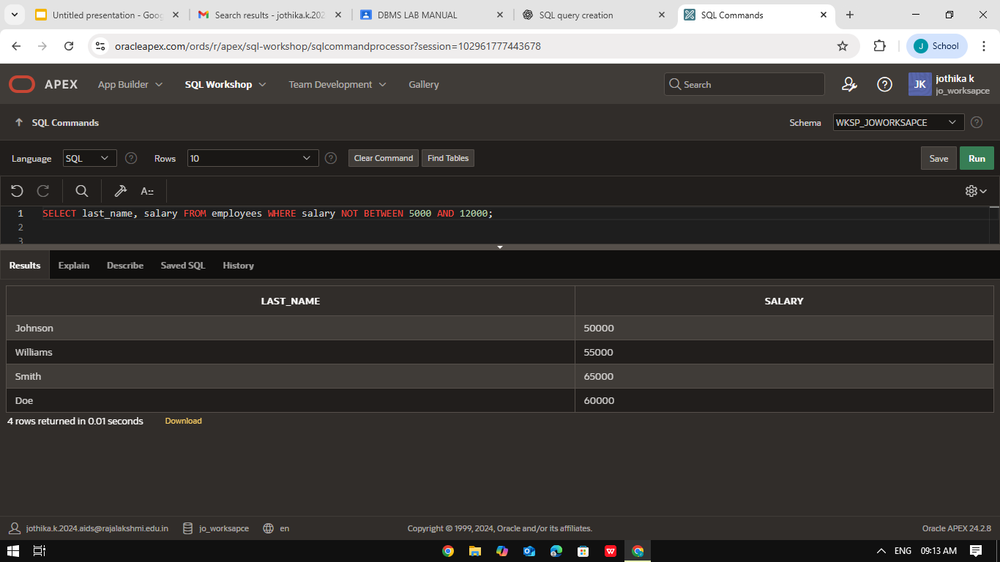 Untitled presentation - Goog
Search results - jothika.k.202
DBMS LAB MANUAL
SQL query creation
SQL Commands
oracleapex.com/ords/r/apex/sql-workshop/sqlcommandprocessor?session=102961777443678
J School
APEX App Builder SQL Workshop Team Development Gallery Search JK jothika k
jo_worksapce
SQL Commands Schema WKSP_JOWORKSAPCE
Language SQL Rows 10 Clear Command Find Tables Save Run
A
1 SELECT last_name, salary FROM employees WHERE salary NOT BETWEEN 5000 AND 12000;
2
3
Results Explain Describe Saved SQL History
LAST_NAME SALARY
Johnson 50000
Williams 55000
Smith 65000
Doe 60000
4 rows returned in 0.01 seconds Download
jothika.k.2024.aids@rajalakshmi.edu.in jo_worksapce en Copyright © 1999, 2024, Oracle and/or its affiliates. Oracle APEX 24.2.8
ENG 09:13 AM